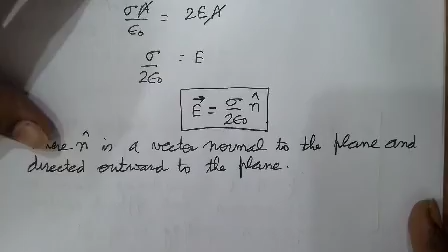 σA̸/ε₀ = 2EA̸
σ/2ε₀ = E
E⃗ = σ/2ε₀ n̂
n̂ is a vector normal to the plane and
directed outward to the plane.